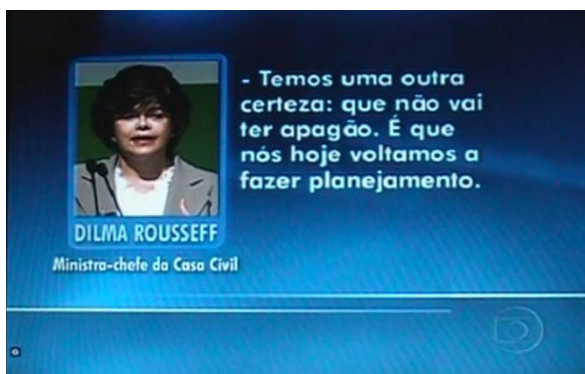 - Temos uma outra
certeza: que não vai
ter apagão. É que
nós hoje voltamos a
fazer planejamento.
DILMA ROUSSEFF
Ministra-chefe da Casa Civil